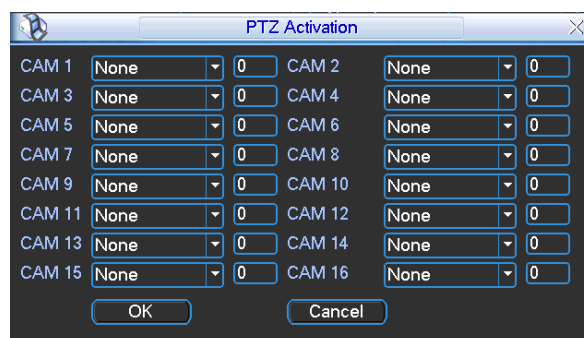 PTZ Activation
CAM 1 None 0 CAM 2 None 0
CAM 3 None 0 CAM 4 None 0
CAM 5 None 0 CAM 6 None 0
CAM 7 None 0 CAM 8 None 0
CAM 9 None 0 CAM 10 None 0
CAM 11 None 0 CAM 12 None 0
CAM 13 None 0 CAM 14 None 0
CAM 15 None 0 CAM 16 None 0
OK Cancel